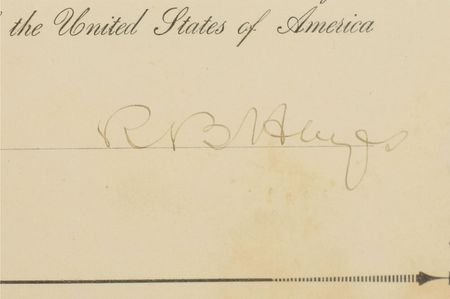 the United States of America
R B Hayes